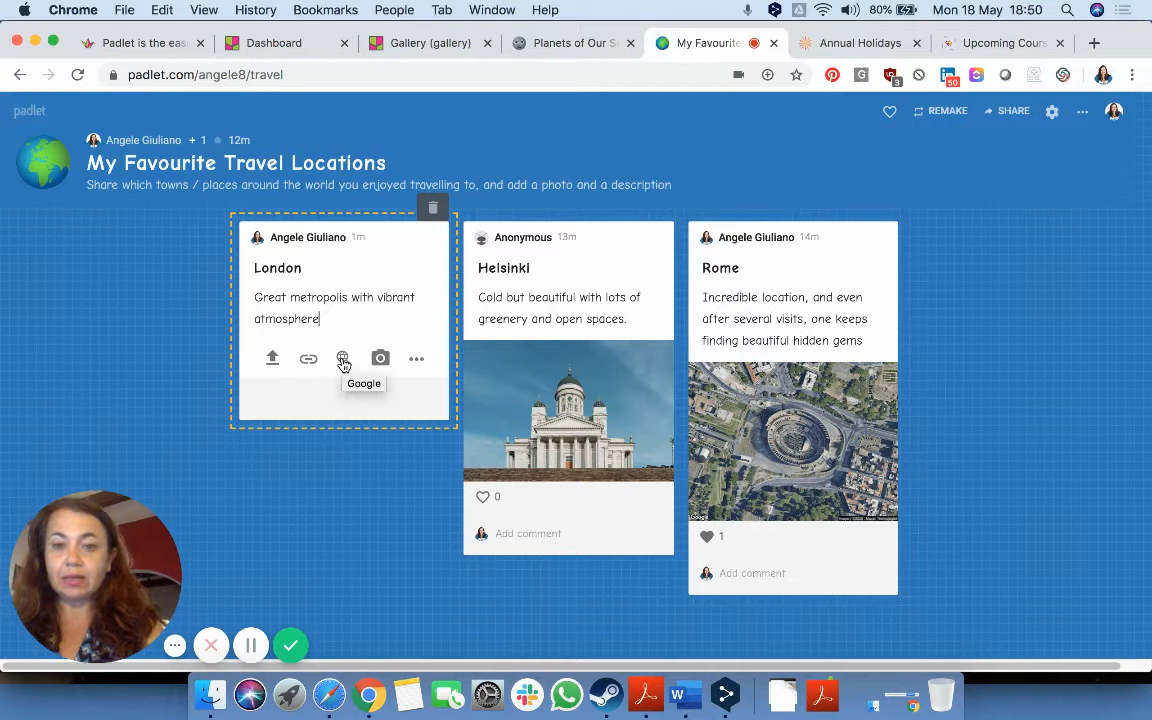 Chrome File Edit View History Bookmarks People Tab Window Help 80% Mon 18 May 18:50
Padlet is the eas Dashboard Gallery (gallery) Planets of Our S My Favourite Annual Holidays Upcoming Cours
padlet.com/angele8/travel 3 50
padlet REMAKE SHARE
Angele Giuliano + 1 12m
My Favourite Travel Locations
Share which towns / places around the world you enjoyed travelling to, and add a photo and a description
Angele Giuliano 1m
London
Great metropolis with vibrant
atmosphere
Google
Anonymous 13m
Helsinki
Cold but beautiful with lots of
greenery and open spaces.
0
Add comment
Angele Giuliano 14m
Rome
Incredible location, and even
after several visits, one keeps
finding beautiful hidden gems
Google
1
Add comment